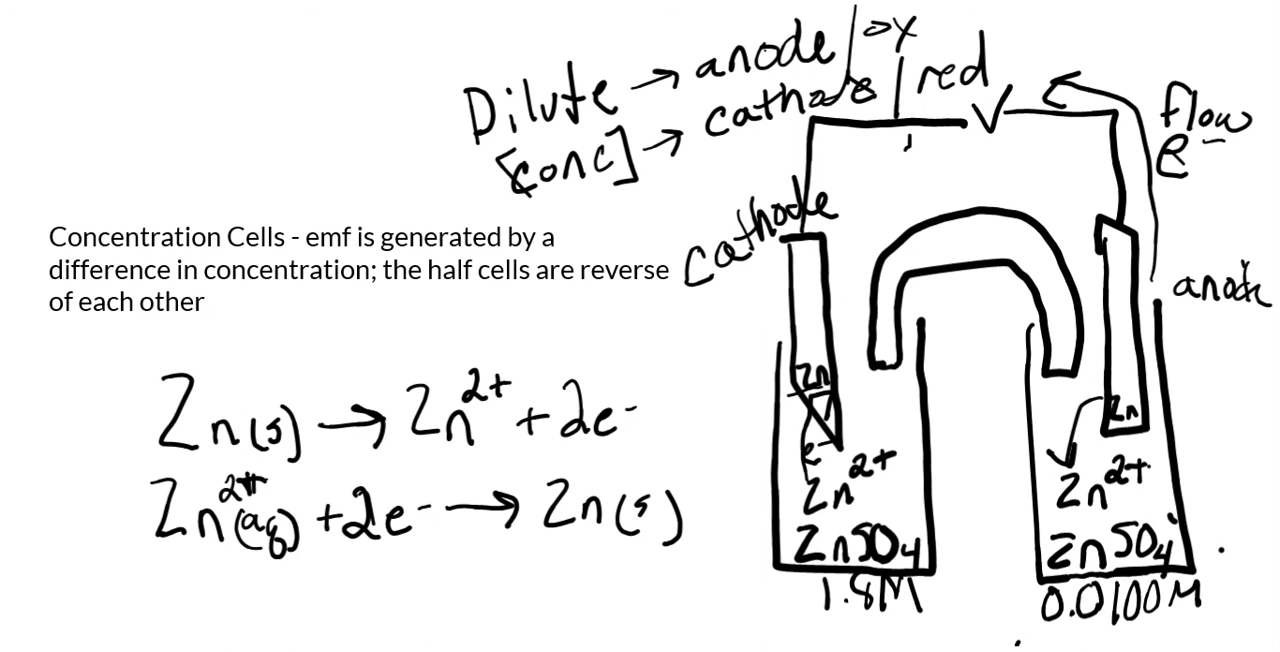 Dilute → anode/ox
[conc] → cathode/red
V
flow
e-
cathode
anode
Concentration Cells - emf is generated by a
difference in concentration; the half cells are reverse
of each other
Zn(s) → Zn²⁺ + 2e⁻
Zn²⁺(aq) + 2e⁻ → Zn(s)
Zn
e-
Zn²⁺
ZnSO₄
1.8M
Zn
Zn²⁺
ZnSO₄
0.0100M